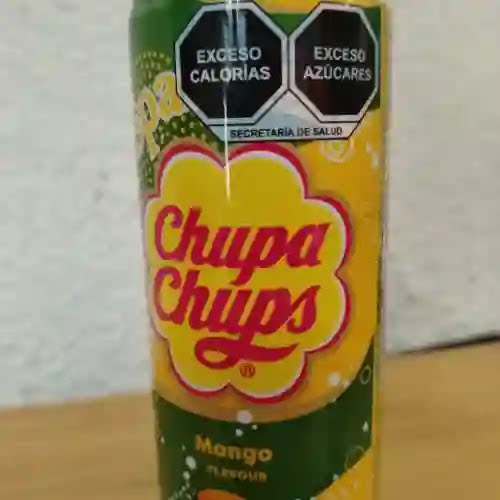 EXCESO
CALORÍAS
EXCESO
AZÚCARES
SECRETARÍA DE SALUD
Chupa
Chups
®
Mango
FLAVOUR